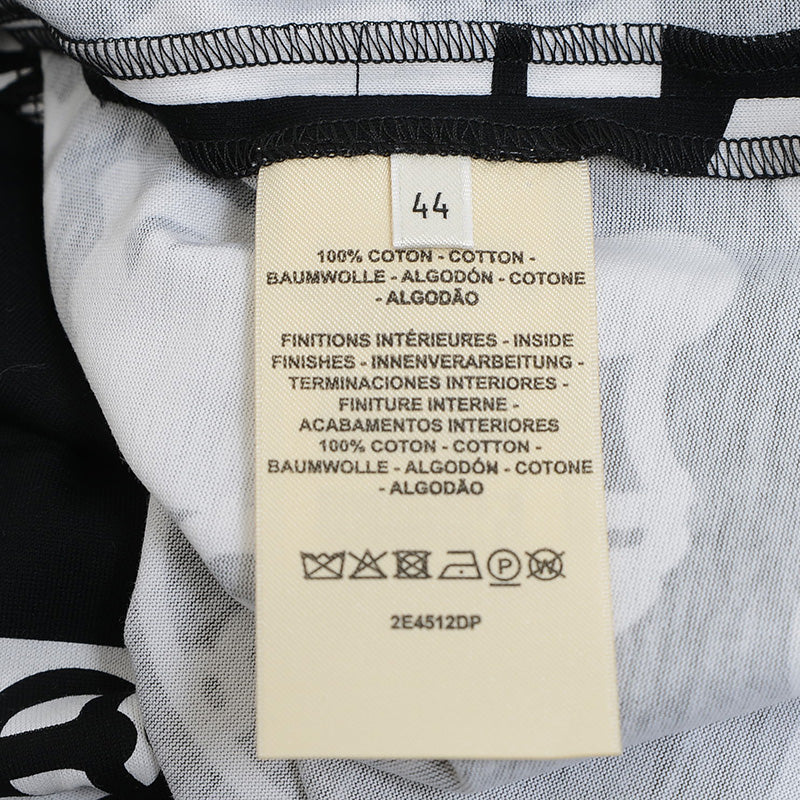 44
100% COTON - COTTON -
BAUMWOLLE - ALGODÓN - COTONE
- ALGODÃO
FINITIONS INTÉRIEURES - INSIDE
FINISHES - INNENVERARBEITUNG -
TERMINACIONES INTERIORES -
FINITURE INTERNE -
ACABAMENTOS INTERIORES
100% COTON - COTTON -
BAUMWOLLE - ALGODÓN - COTONE
- ALGODÃO
P W
2E4512DP